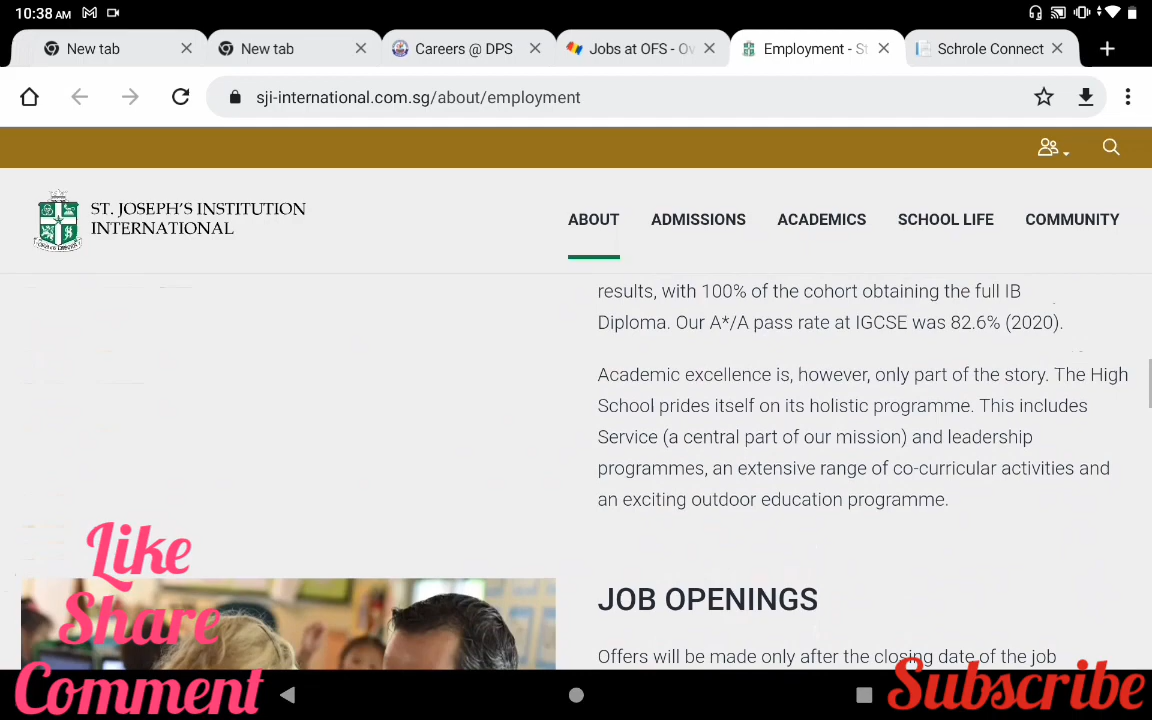 10:38 AM
New tab
New tab
Careers @ DPS
Jobs at OFS - Ov
Employment - St
Schrole Connect
sji-international.com.sg/about/employment
ST. JOSEPH'S INSTITUTION
INTERNATIONAL
ABOUT
ADMISSIONS
ACADEMICS
SCHOOL LIFE
COMMUNITY
results, with 100% of the cohort obtaining the full IB
Diploma. Our A*/A pass rate at IGCSE was 82.6% (2020).
Academic excellence is, however, only part of the story. The High
School prides itself on its holistic programme. This includes
Service (a central part of our mission) and leadership
programmes, an extensive range of co-curricular activities and
an exciting outdoor education programme.
JOB OPENINGS
Offers will be made only after the closing date of the job
Like
Share
Comment
Subscribe